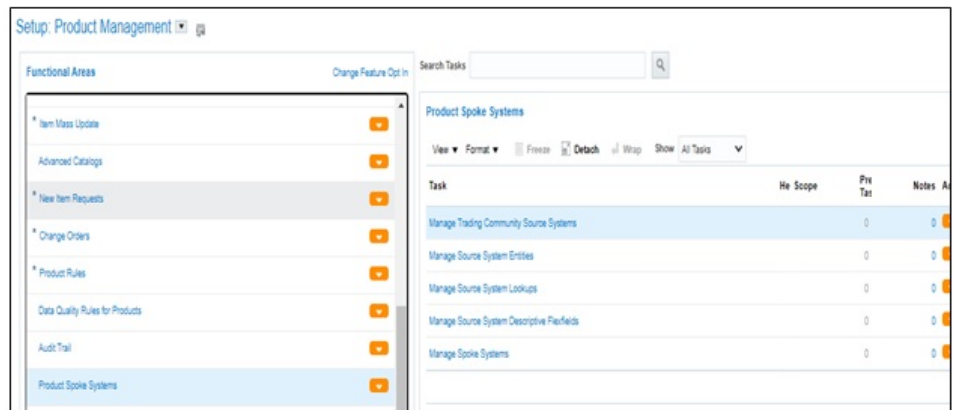 Setup: Product Management
Functional Areas
Change Feature Opt In
* Item Mass Update
Advanced Catalogs
* New Item Requests
* Change Orders
* Product Rules
Data Quality Rules for Products
Audit Trail
Product Spoke Systems
Search Tasks
Product Spoke Systems
View Format Freeze Detach Wrap Show All Tasks
Task He Scope Pre Tas Notes Ac
Manage Trading Community Source Systems 0 0
Manage Source System Entities 0 0
Manage Source System Lookups 0 0
Manage Source System Descriptive Flexfields 0 0
Manage Spoke Systems 0 0